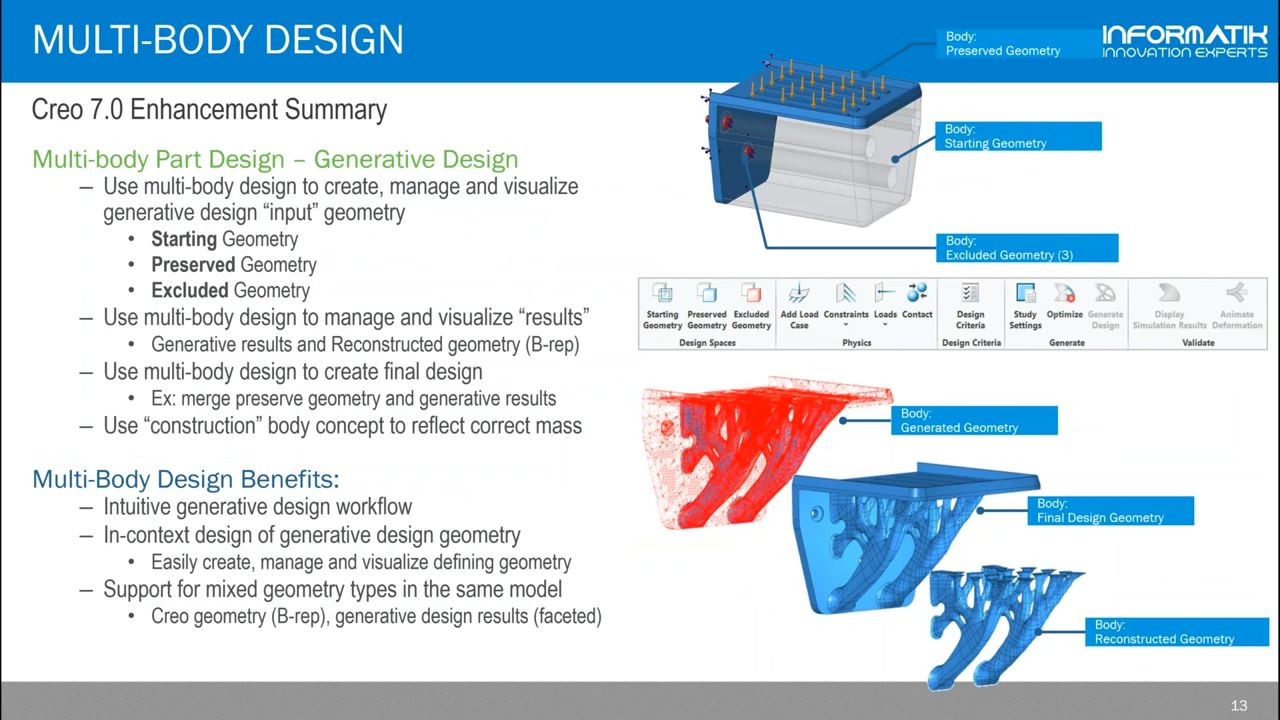 MULTI-BODY DESIGN
INFORMATIK
INNOVATION EXPERTS
Creo 7.0 Enhancement Summary
Multi-body Part Design – Generative Design
– Use multi-body design to create, manage and visualize
generative design “input” geometry
• Starting Geometry
• Preserved Geometry
• Excluded Geometry
– Use multi-body design to manage and visualize “results”
• Generative results and Reconstructed geometry (B-rep)
– Use multi-body design to create final design
• Ex: merge preserve geometry and generative results
– Use “construction” body concept to reflect correct mass
Multi-Body Design Benefits:
– Intuitive generative design workflow
– In-context design of generative design geometry
• Easily create, manage and visualize defining geometry
– Support for mixed geometry types in the same model
• Creo geometry (B-rep), generative design results (faceted)
Body:
Preserved Geometry
Body:
Starting Geometry
Body:
Excluded Geometry (3)
Starting Preserved Excluded Add Load Constraints Loads Contact Design Study Optimize Generate Display Animate
Geometry Geometry Geometry Case Criteria Settings Design Simulation Results Deformation
Design Spaces Physics Design Criteria Generate Validate
Body:
Generated Geometry
Body:
Final Design Geometry
Body:
Reconstructed Geometry
13